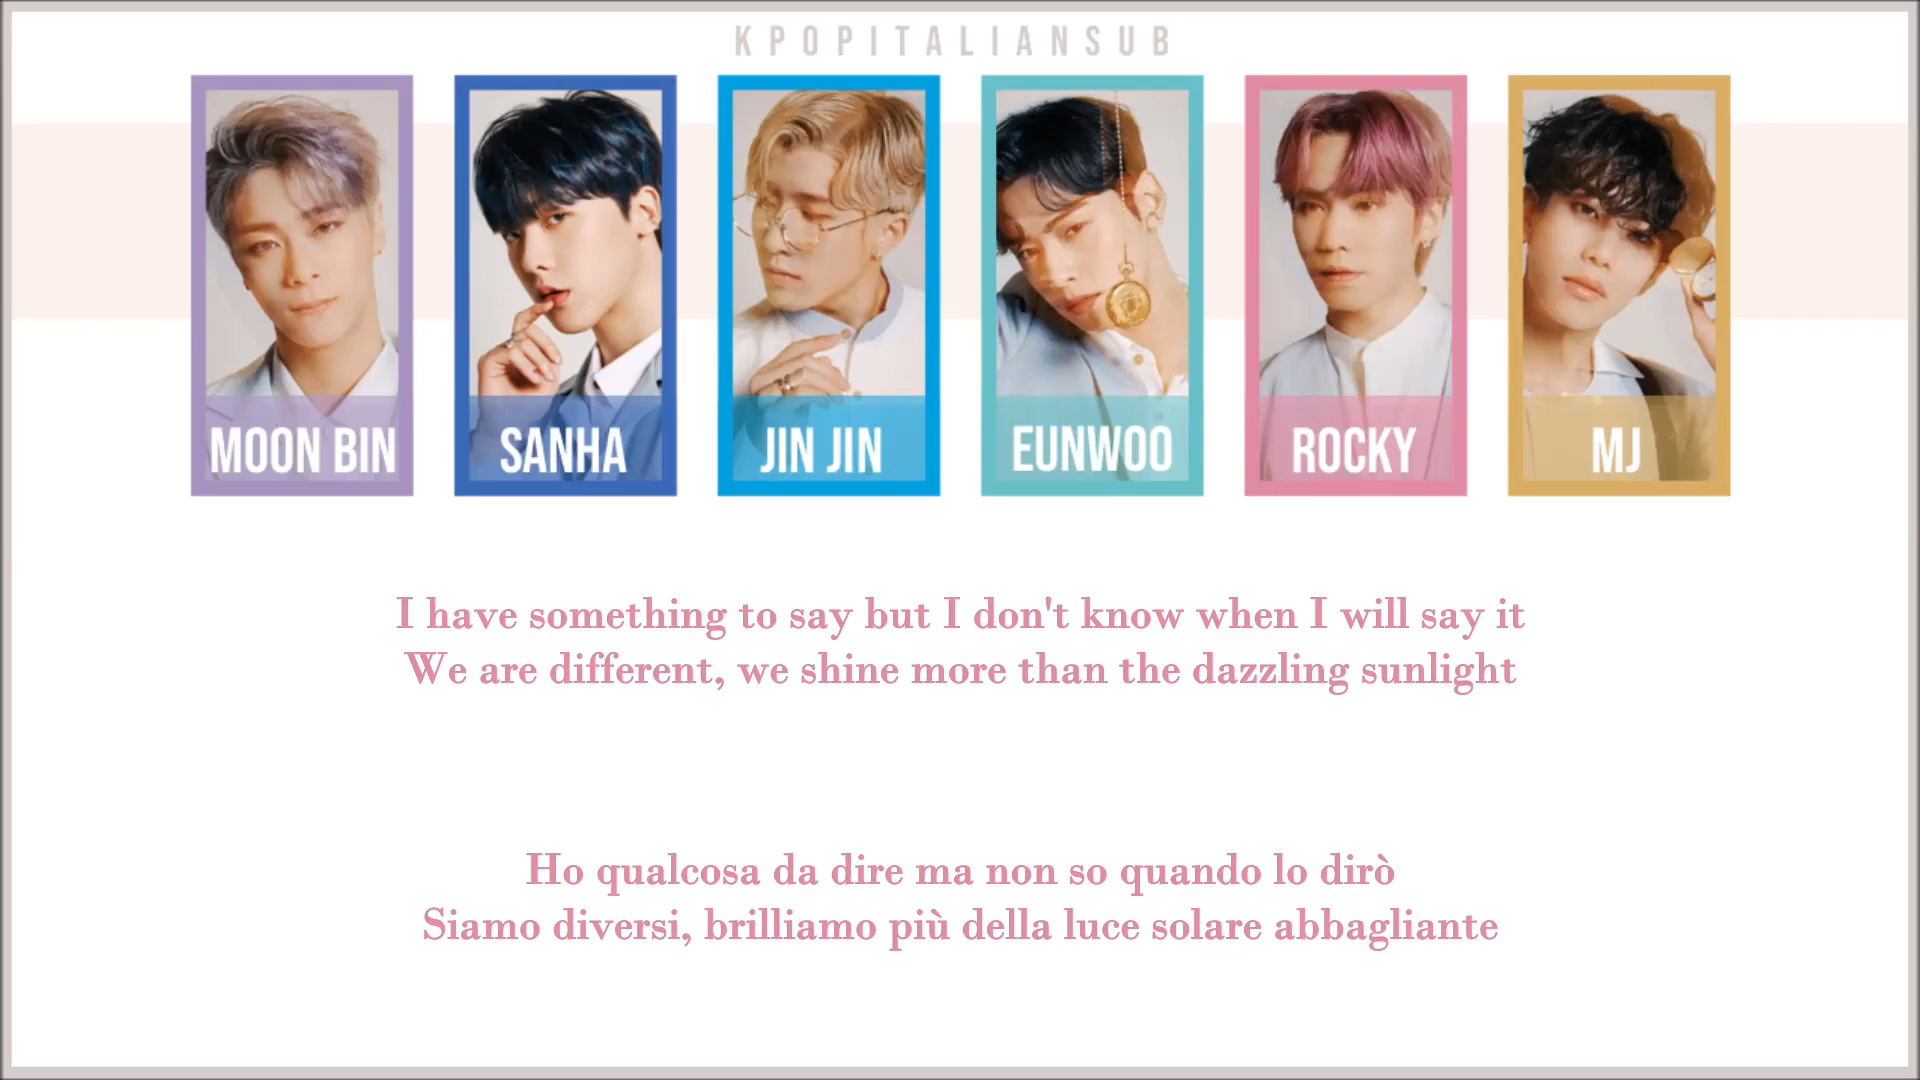 KPOPITALIANSUB
MOON BIN
SANHA
JIN JIN
EUNWOO
ROCKY
MJ
I have something to say but I don't know when I will say it
We are different, we shine more than the dazzling sunlight
Ho qualcosa da dire ma non so quando lo dirò
Siamo diversi, brilliamo più della luce solare abbagliante